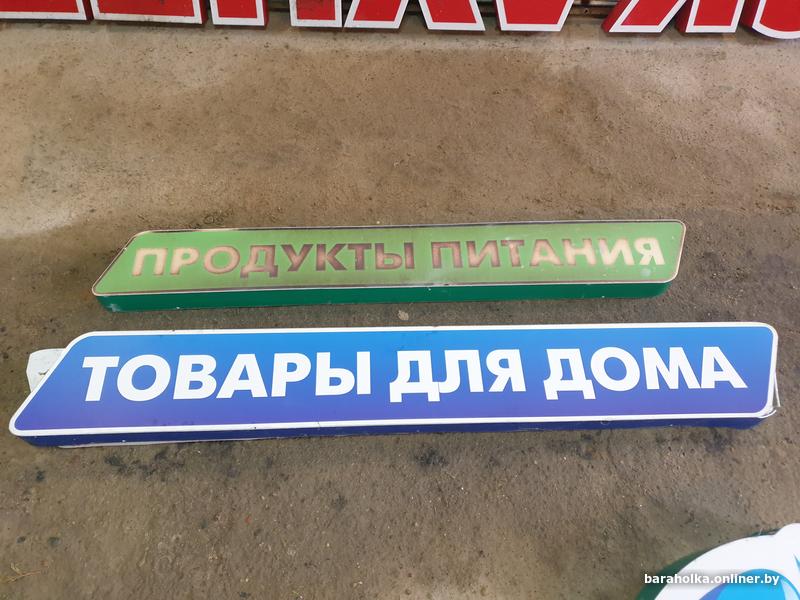 ПРОДУКТЫ ПИТАНИЯ
ТОВАРЫ ДЛЯ ДОМА
baraholka.onliner.by